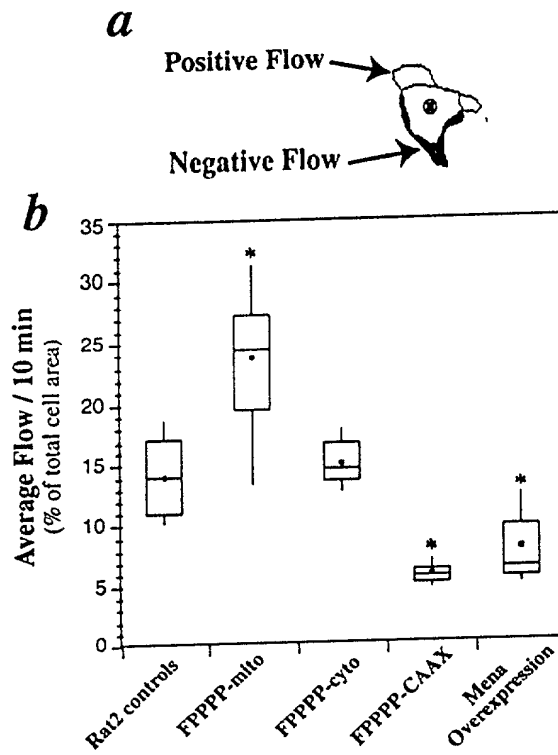 a
Positive Flow
Negative Flow
b
Average Flow / 10 min
(% of total cell area)
35
30
25
20
15
10
5
0
*
*
*
Rat2 controls
FPPPP-mito
FPPPP-cyto
FPPPP-CAAX
Mena
Overexpression